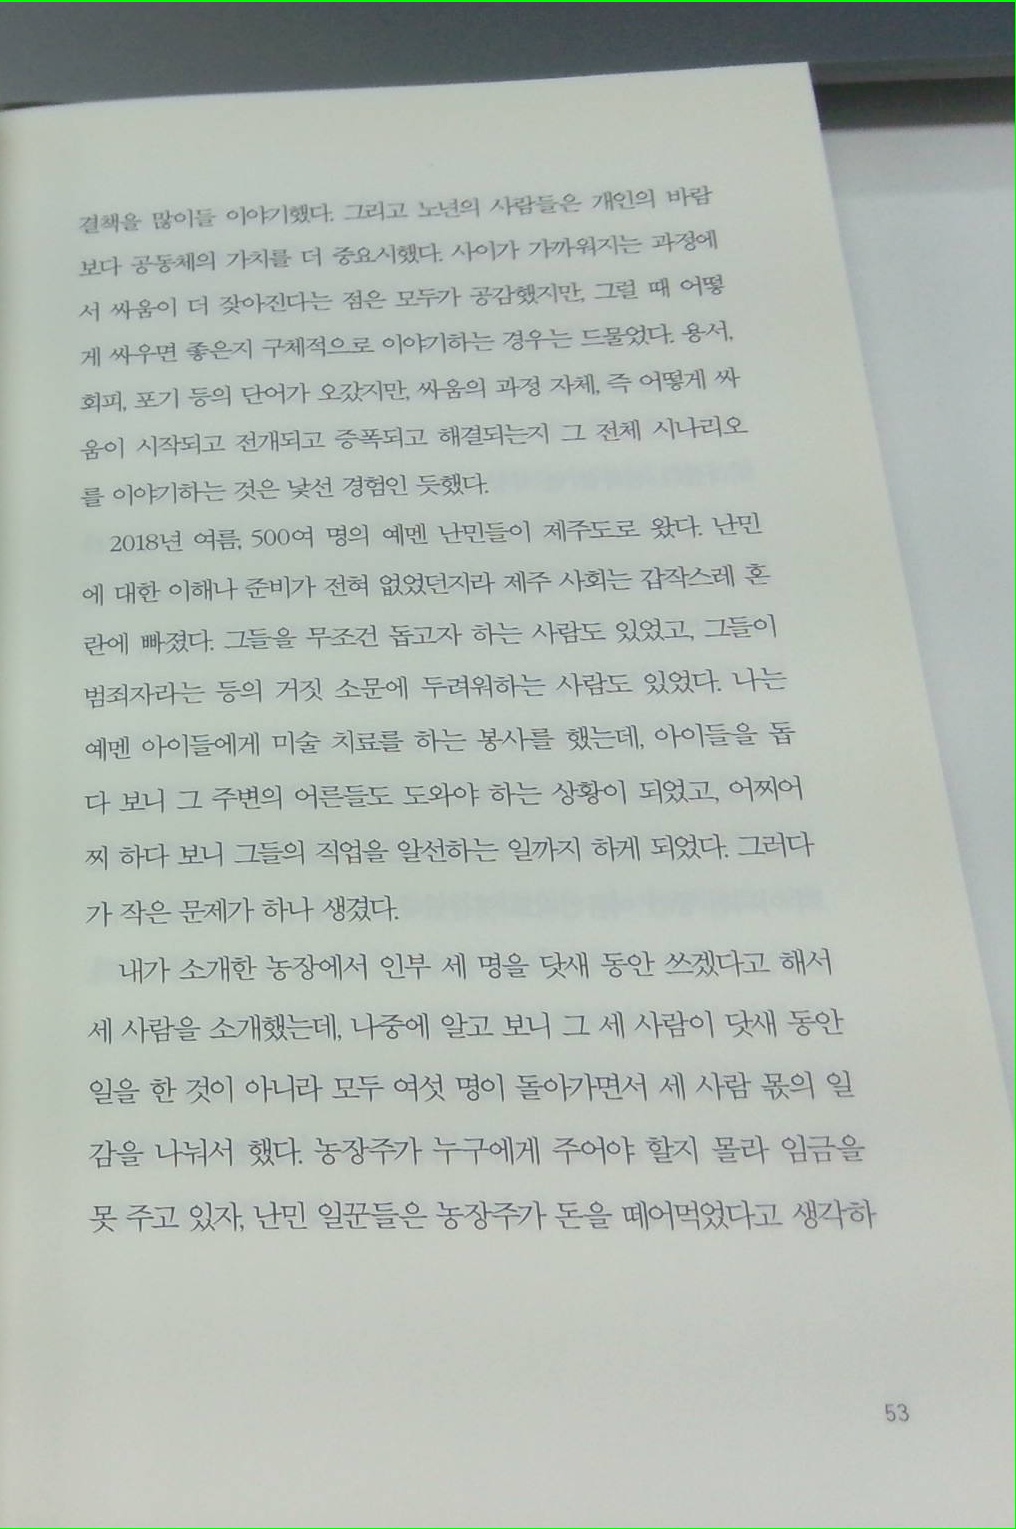 결책을 많이들 이야기했다. 그리고 노년의 사람들은 개인의 바람
보다 공동체의 가치를 더 중요시했다. 사이가 가까워지는 과정에
서 싸움이 더 잦아진다는 점은 모두가 공감했지만, 그럴 때 어떻
게 싸우면 좋은지 구체적으로 이야기하는 경우는 드물었다. 용서,
회피, 포기 등의 단어가 오갔지만, 싸움의 과정 자체, 즉 어떻게 싸
움이 시작되고 전개되고 증폭되고 해결되는지 그 전체 시나리오
를 이야기하는 것은 낯선 경험인 듯했다.
2018년 여름, 500여 명의 예멘 난민들이 제주도로 왔다. 난민
에 대한 이해나 준비가 전혀 없었던지라 제주 사회는 갑작스레 혼
란에 빠졌다. 그들을 무조건 돕고자 하는 사람도 있었고, 그들이
범죄자라는 등의 거짓 소문에 두려워하는 사람도 있었다. 나는
예멘 아이들에게 미술 치료를 하는 봉사를 했는데, 아이들을 돕
다 보니 그 주변의 어른들도 도와야 하는 상황이 되었고, 어찌어
찌 하다 보니 그들의 직업을 알선하는 일까지 하게 되었다. 그러다
가 작은 문제가 하나 생겼다.
내가 소개한 농장에서 인부 세 명을 닷새 동안 쓰겠다고 해서
세 사람을 소개했는데, 나중에 알고 보니 그 세 사람이 닷새 동안
일을 한 것이 아니라 모두 여섯 명이 돌아가면서 세 사람 몫의 일
감을 나눠서 했다. 농장주가 누구에게 주어야 할지 몰라 임금을
못 주고 있자, 난민 일꾼들은 농장주가 돈을 떼어먹었다고 생각하
53